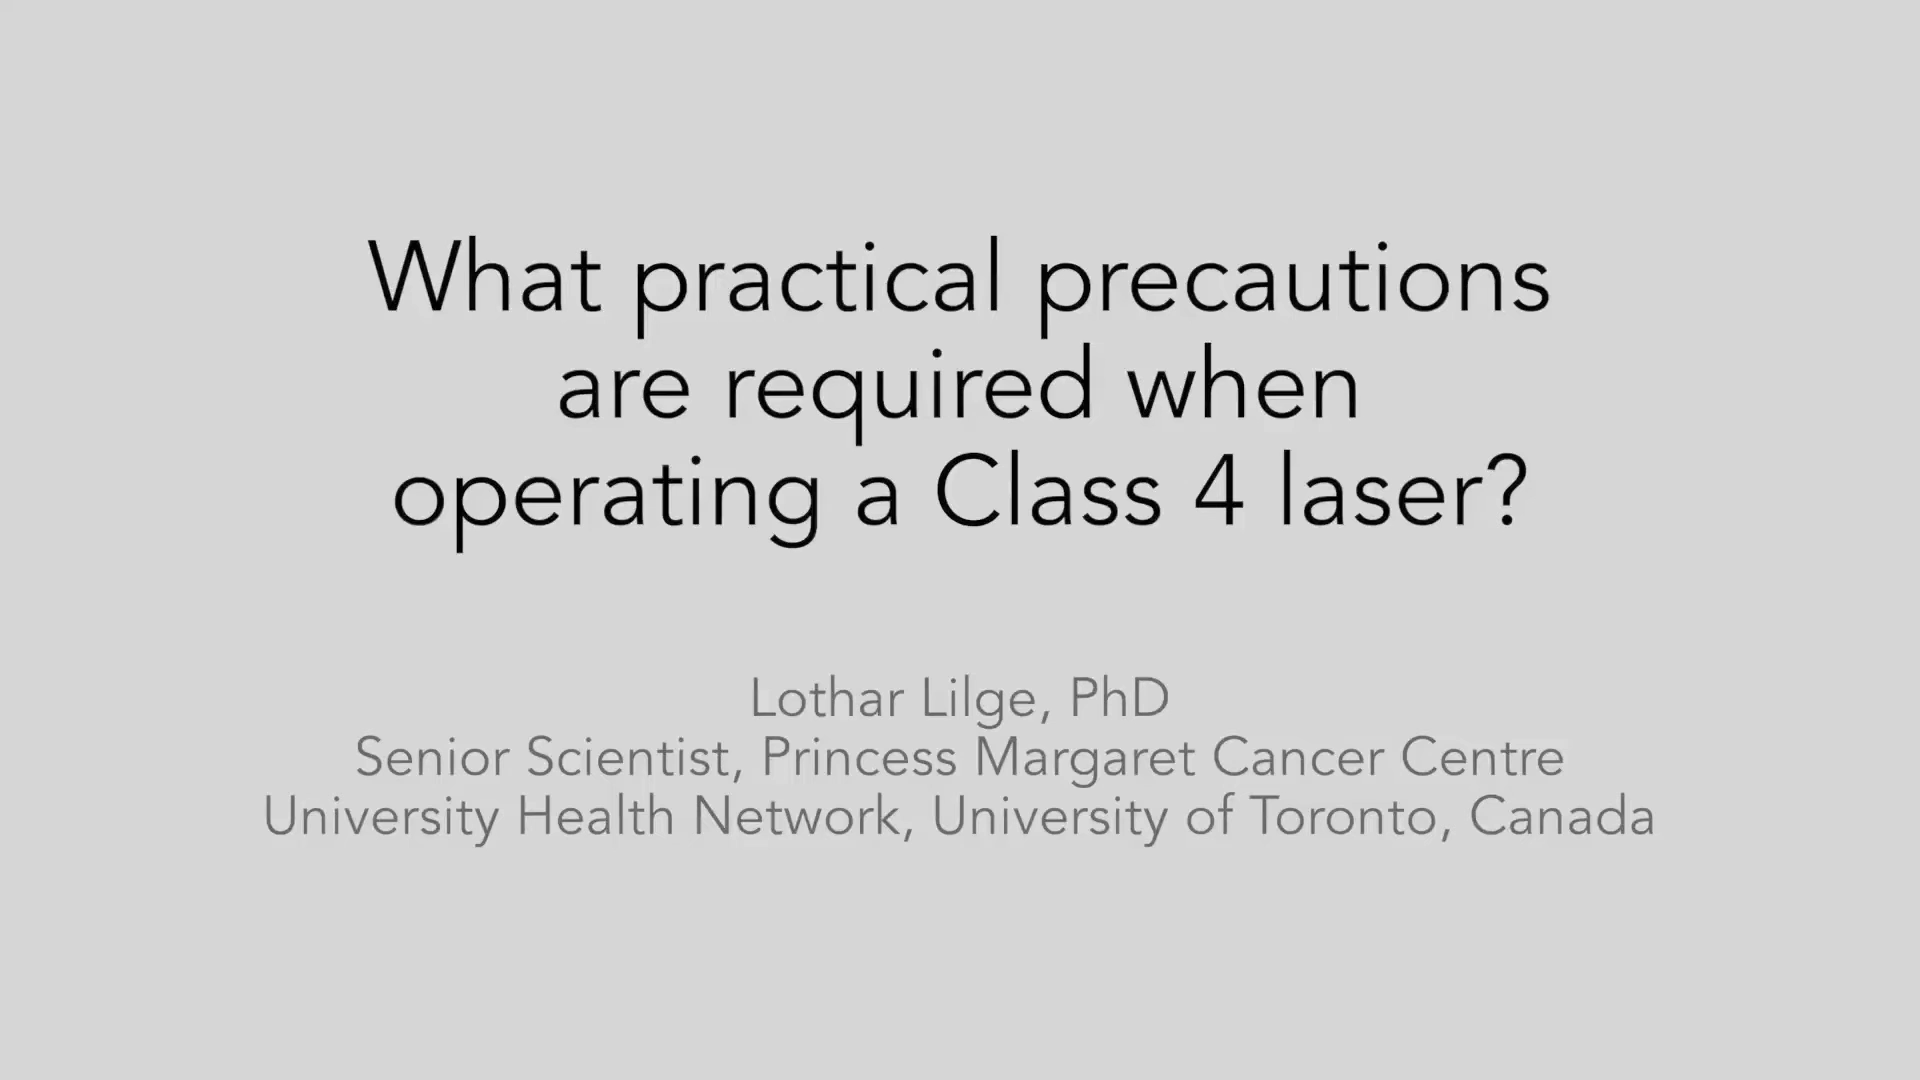 What practical precautions
are required when
operating a Class 4 laser?
Lothar Lilge, PhD
Senior Scientist, Princess Margaret Cancer Centre
University Health Network, University of Toronto, Canada